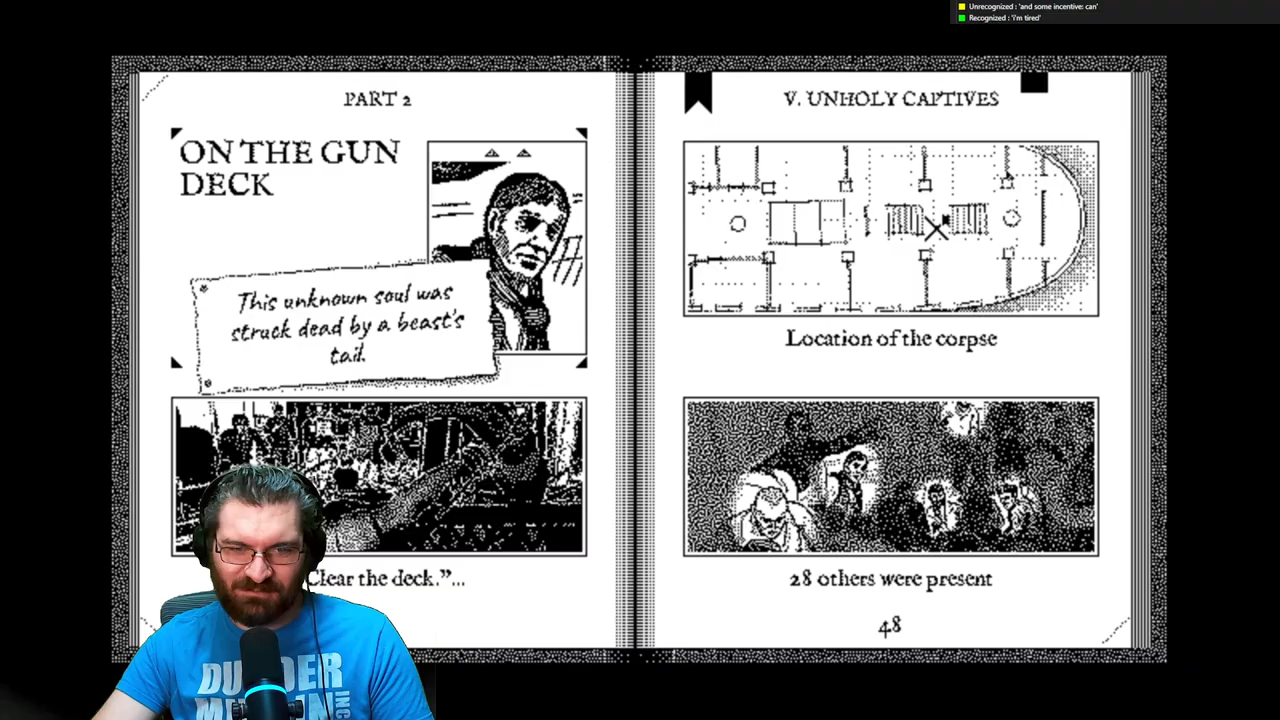 Unrecognized : 'and some incentive: can'
Recognized : 'i'm tired'
PART 2
ON THE GUN
DECK
This unknown soul was
struck dead by a beast's
tail.
Clear the deck."...
V. UNHOLY CAPTIVES
Location of the corpse
28 others were present
48
DUNDER
MIFFLIN
INC